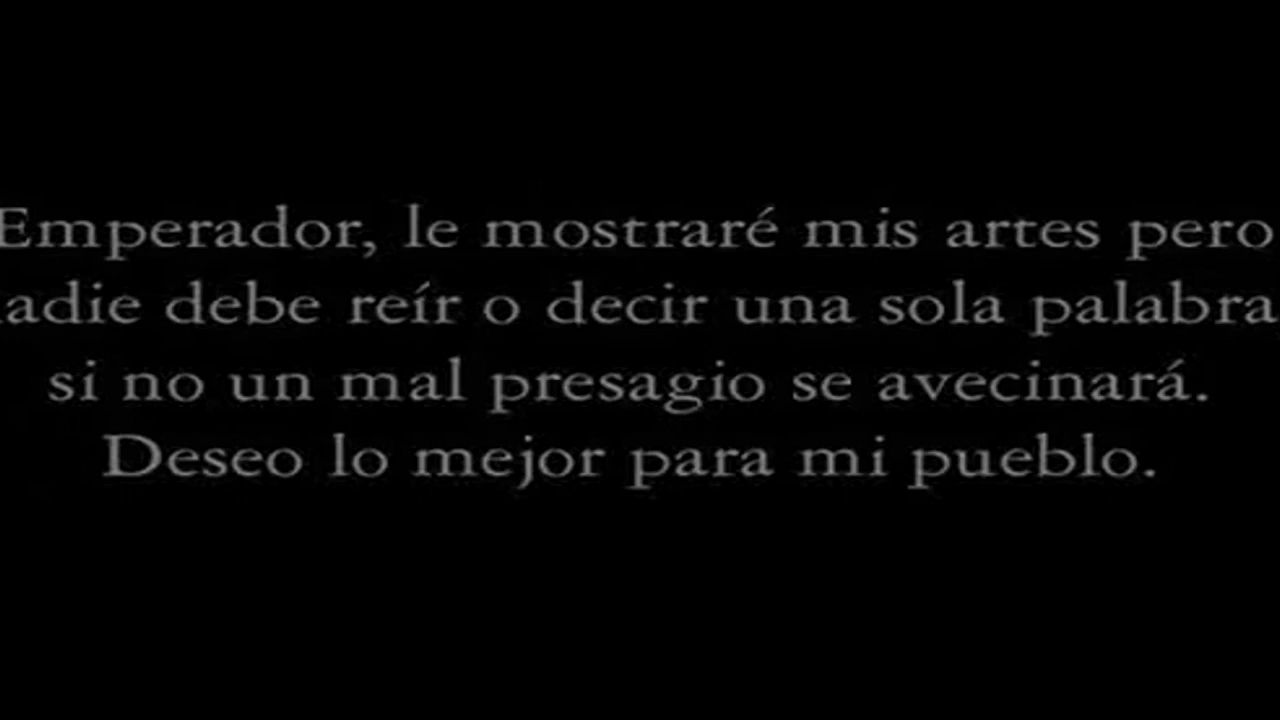 Emperador, le mostraré mis artes pero
nadie debe reír o decir una sola palabra
si no un mal presagio se avecinará.
Deseo lo mejor para mi pueblo.